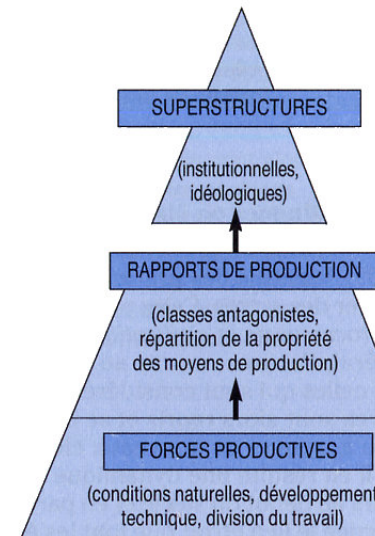 SUPERSTRUCTURES
(institutionnelles,
idéologiques)
RAPPORTS DE PRODUCTION
(classes antagonistes,
répartition de la propriété
des moyens de production)
FORCES PRODUCTIVES
(conditions naturelles, développement
technique, division du travail)